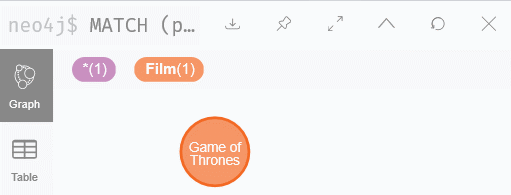 neo4j$ MATCH (p…
*(1) Film(1)
Graph
Game of
Thrones
Table